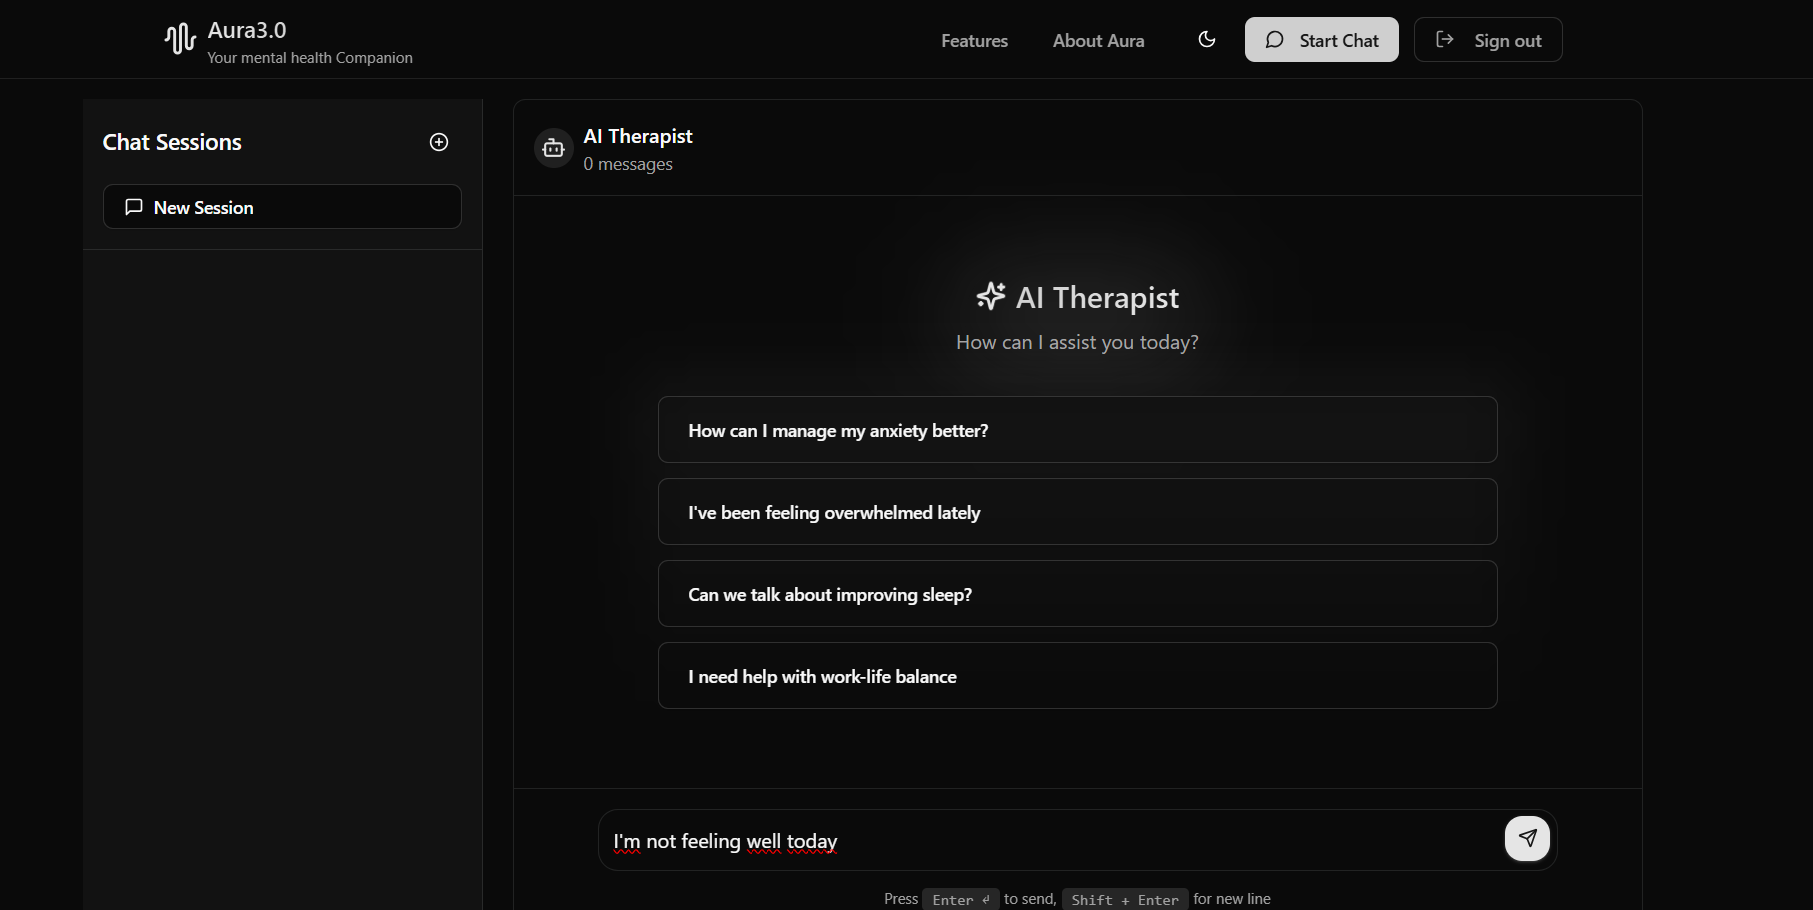 Aura3.0
Your mental health Companion
Features
About Aura
Start Chat
Sign out
Chat Sessions
New Session
AI Therapist
0 messages
AI Therapist
How can I assist you today?
How can I manage my anxiety better?
I've been feeling overwhelmed lately
Can we talk about improving sleep?
I need help with work-life balance
I'm not feeling well today
Press Enter ↲ to send, Shift + Enter for new line